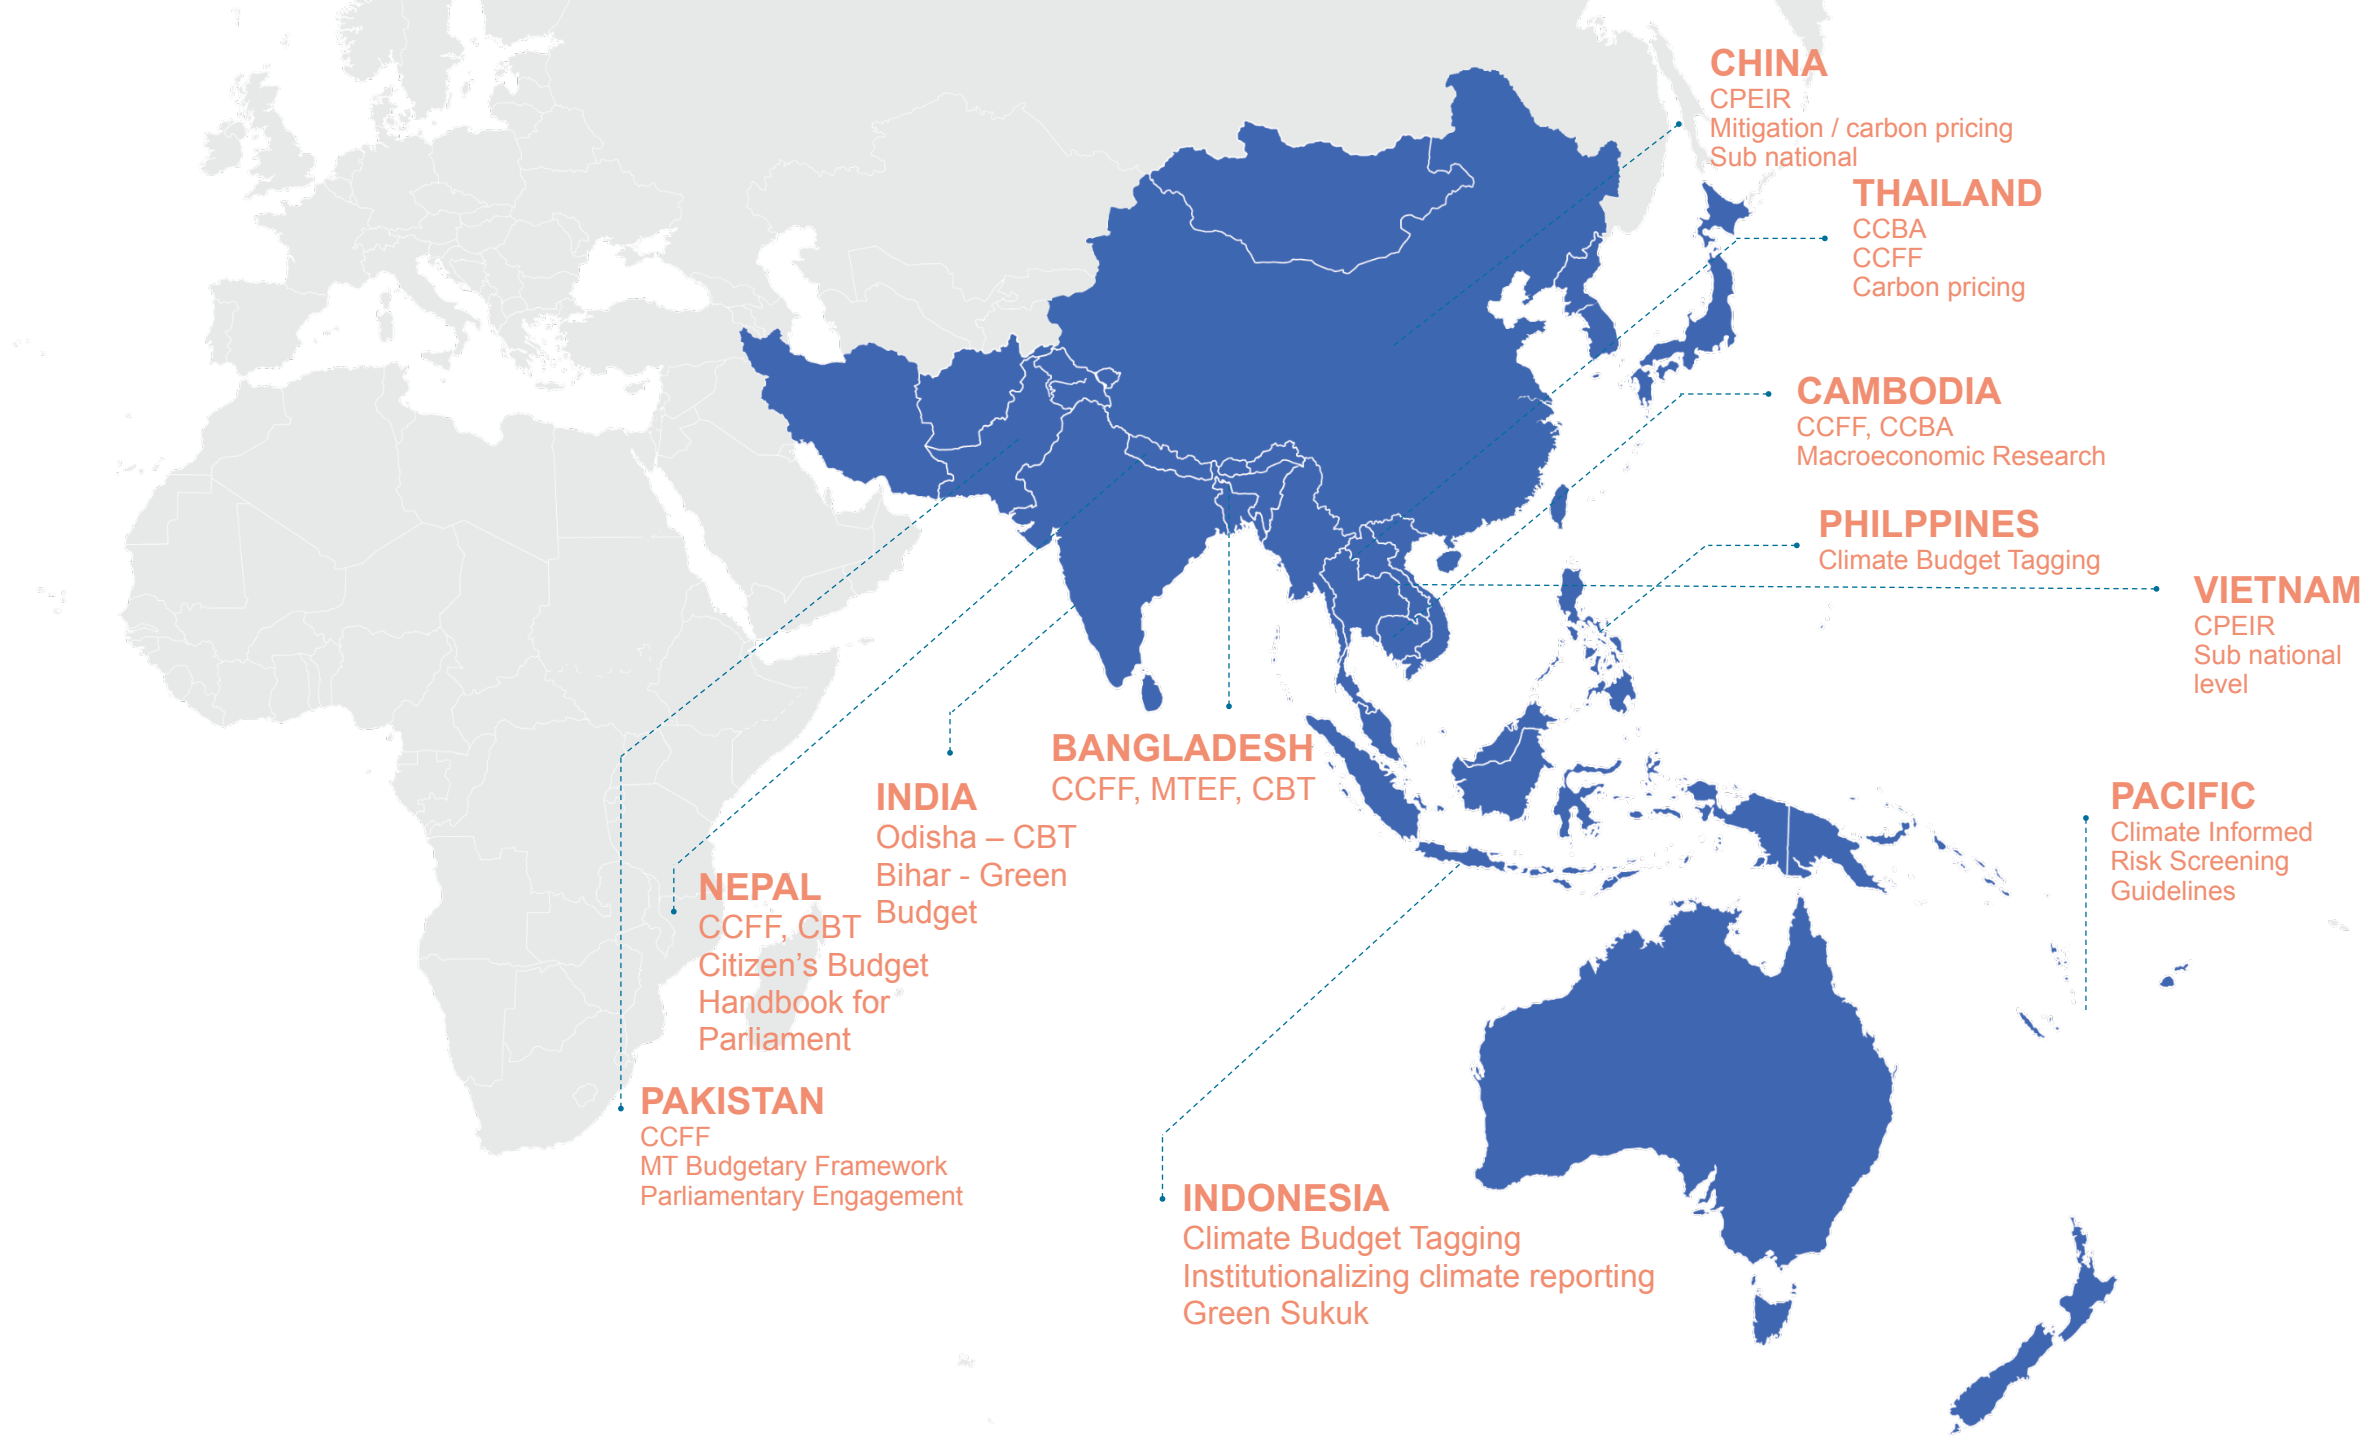 CHINA
CPEIR
Mitigation / carbon pricing
Sub national
THAILAND
CCBA
CCFF
Carbon pricing
CAMBODIA
CCFF, CCBA
Macroeconomic Research
PHILPPINES
Climate Budget Tagging
VIETNAM
CPEIR
Sub national
level
BANGLADESH
CCFF, MTEF, CBT
INDIA
Odisha – CBT
Bihar - Green
Budget
PACIFIC
Climate Informed
Risk Screening
Guidelines
NEPAL
CCFF, CBT
Citizen’s Budget
Handbook for
Parliament
PAKISTAN
CCFF
MT Budgetary Framework
Parliamentary Engagement
INDONESIA
Climate Budget Tagging
Institutionalizing climate reporting
Green Sukuk